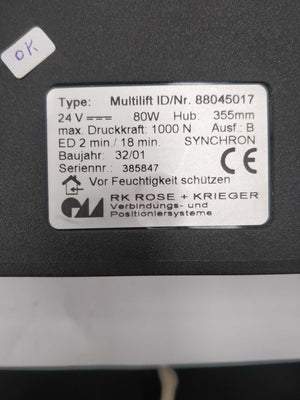 OK
Type: Multilift ID/Nr. 88045017
24 V 80W Hub: 355mm
max. Druckkraft: 1000 N Ausf.: B
ED 2 min./ 18 min. SYNCHRON
Baujahr: 32/01
Seriennr.: 385847
CE
Vor Feuchtigkeit schützen
RK ROSE + KRIEGER
Verbindungs- und
Positioniersysteme